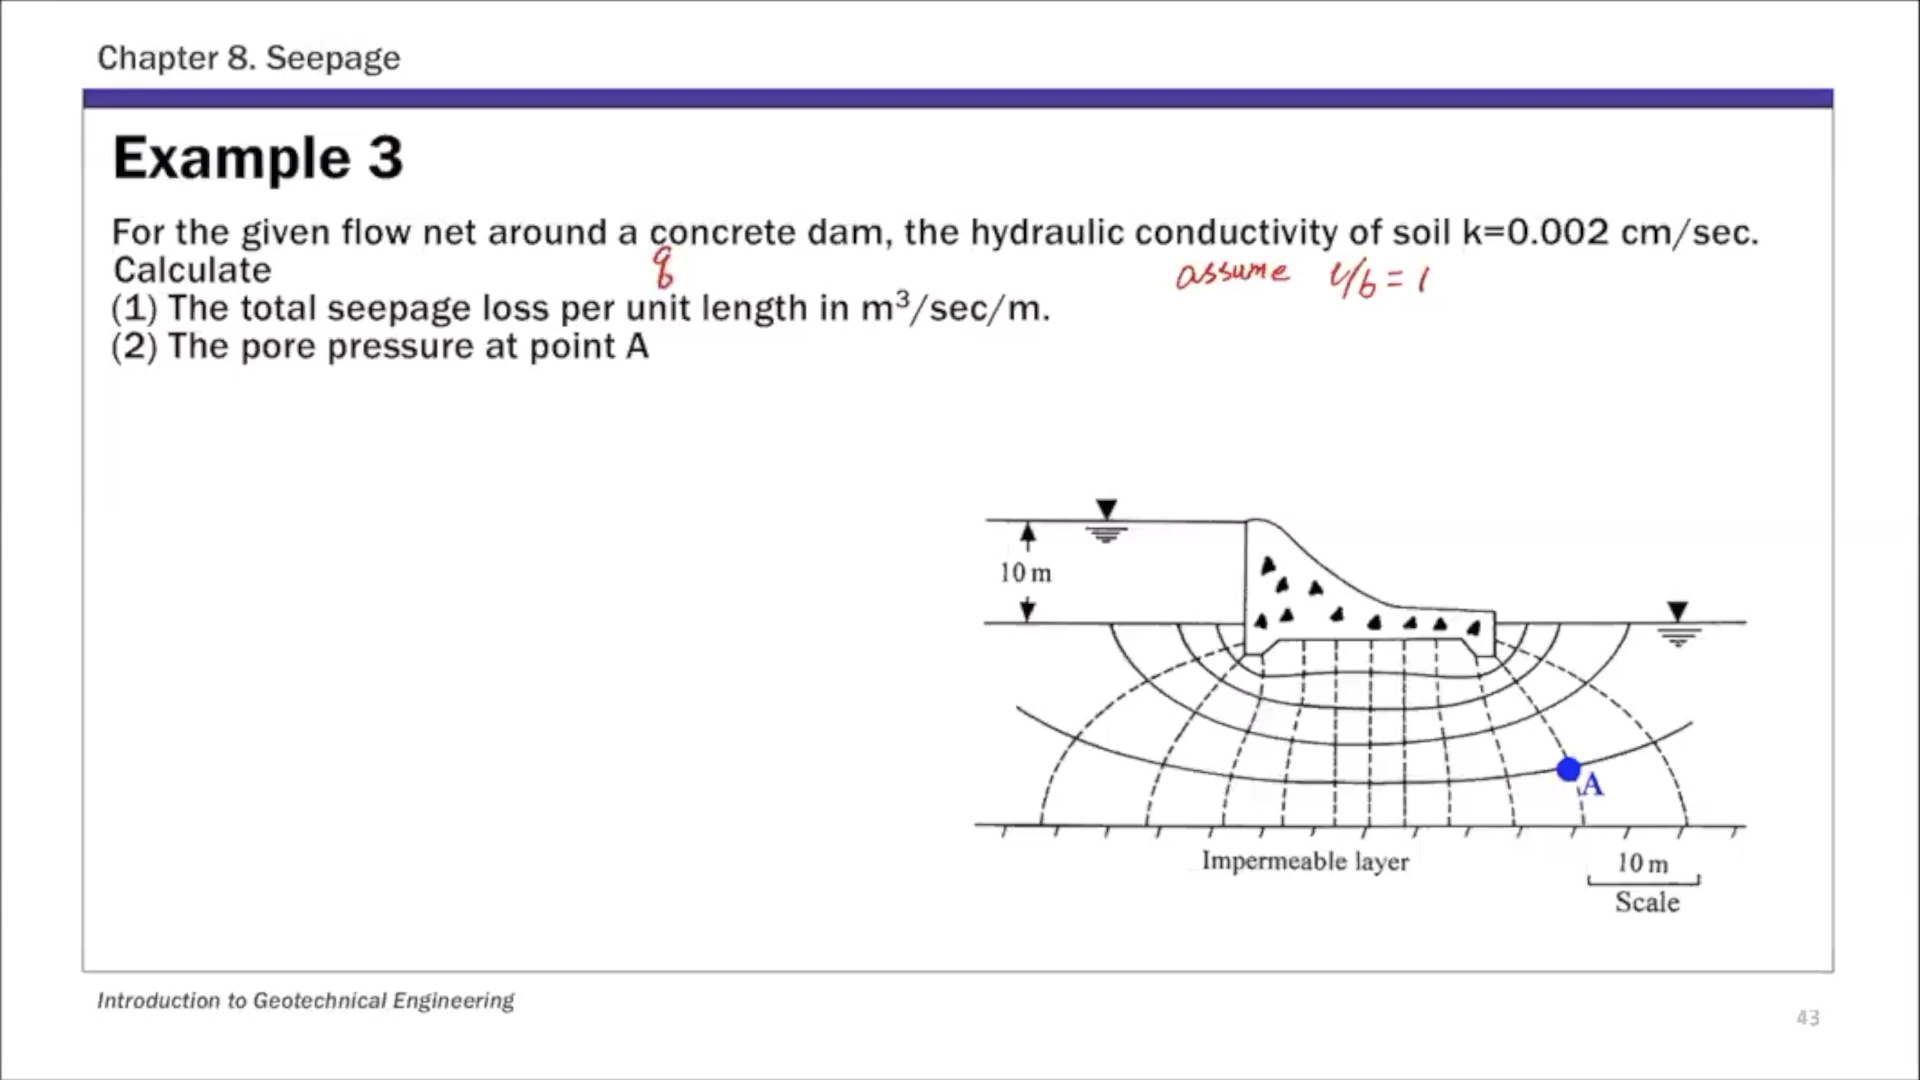 Chapter 8. Seepage
Example 3
For the given flow net around a concrete dam, the hydraulic conductivity of soil k=0.002 cm/sec.
Calculate
q
assume l/b = 1
(1) The total seepage loss per unit length in m³/sec/m.
(2) The pore pressure at point A
10 m
A
Impermeable layer
10 m
Scale
Introduction to Geotechnical Engineering
43